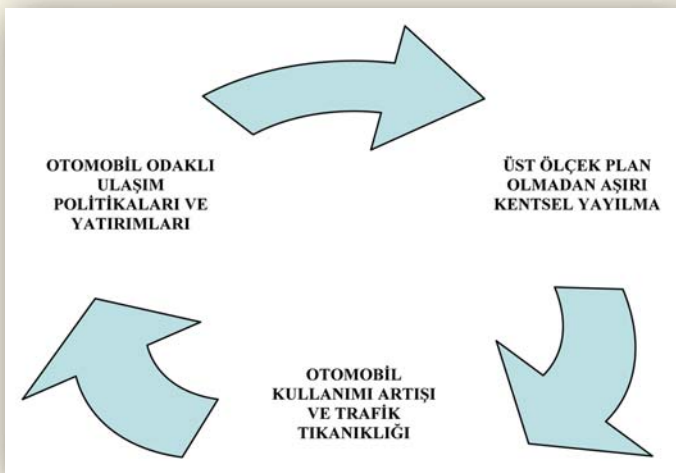 OTOMOBİL ODAKLI
ULAŞIM
POLİTİKALARI VE
YATIRIMLARI
ÜST ÖLÇEK PLAN
OLMADAN AŞIRI
KENTSEL YAYILMA
OTOMOBİL
KULLANIMI ARTIŞI
VE TRAFİK
TIKANIKLIĞI